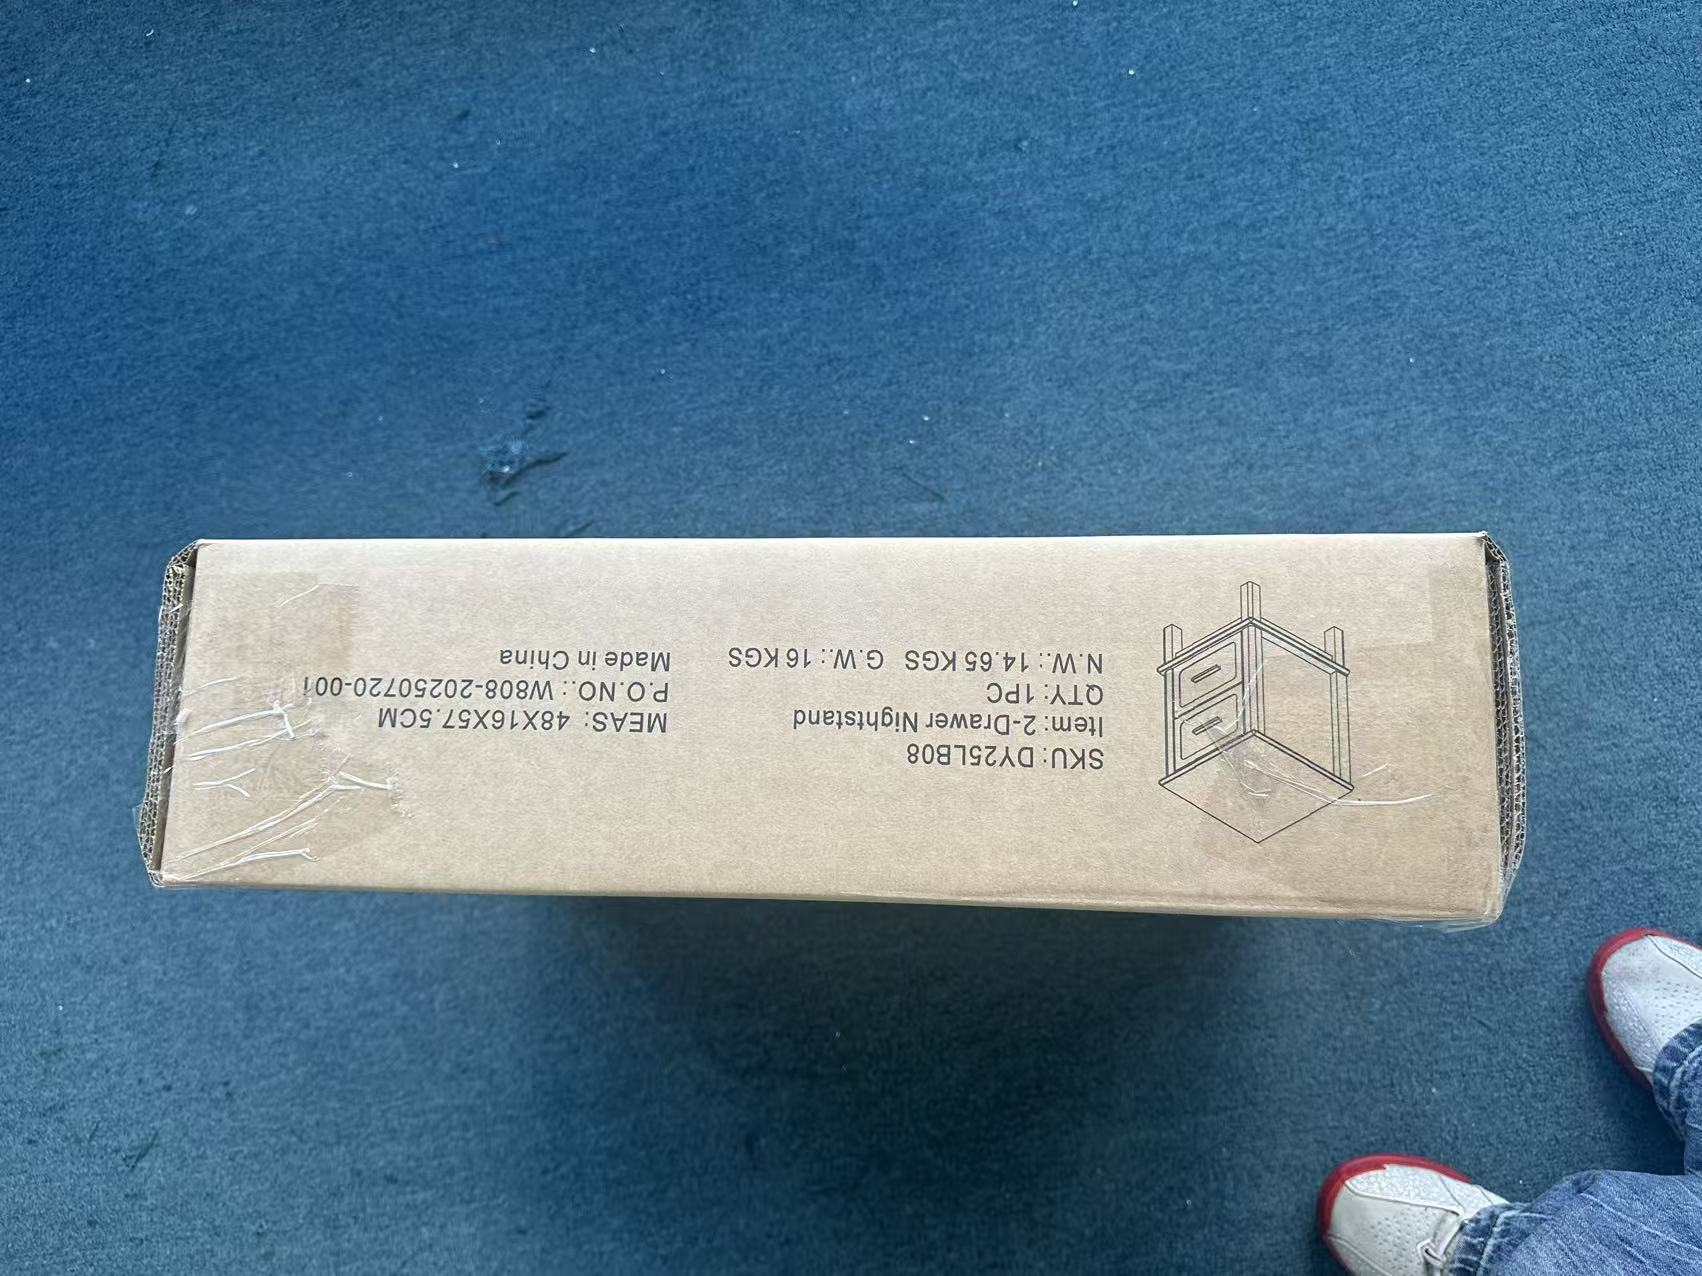 SKU: DY25LB08
Item: 2-Drawer Nightstand
QTY: 1PC
N.W.: 14.65 KGS G.W.: 16 KGS
MEAS: 48X16X57.5CM
P.O.NO.: W808-20250720-001
Made in China